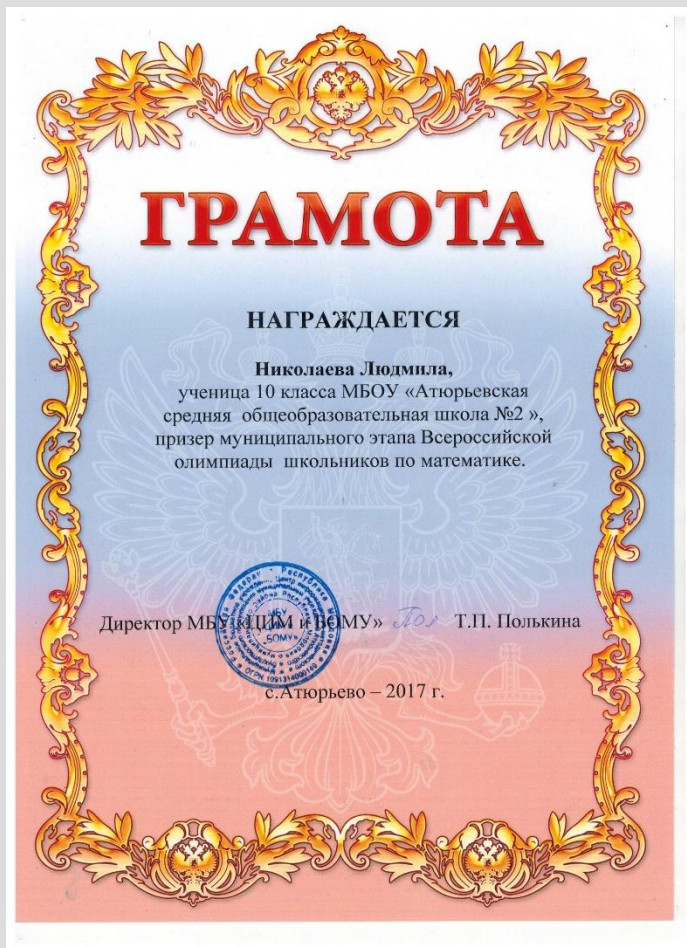 ГРАМОТА
НАГРАЖДАЕТСЯ
Николаева Людмила,
ученица 10 класса МБОУ «Атюрьевская
средняя общеобразовательная школа №2 »,
призер муниципального этапа Всероссийской
олимпиады школьников по математике.
Директор МБУ «ЦИМ и БОМУ» Т.П. Полькина
с.Атюрьево – 2017 г.